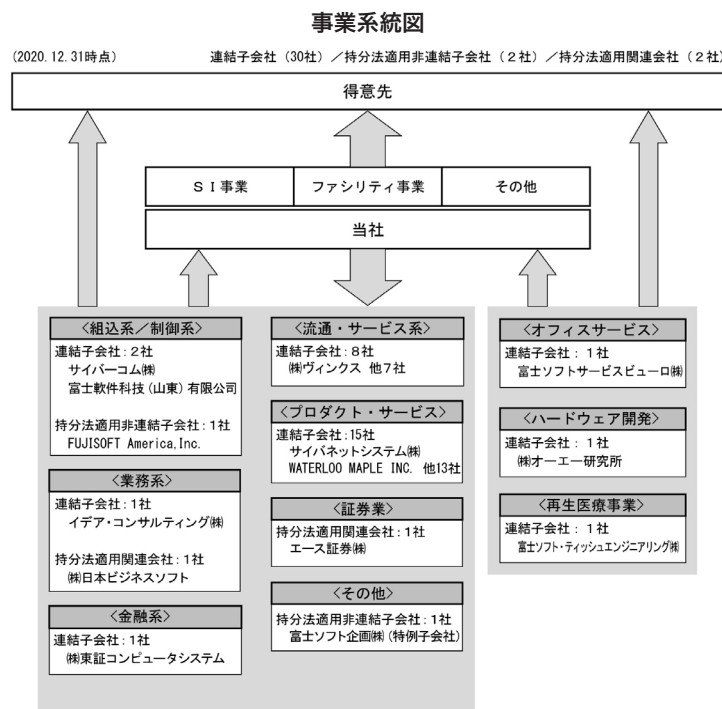 事業系統図
(2020.12.31時点)
連結子会社(30社)/持分法適用非連結子会社(2社)/持分法適用関連会社(2社)
得意先
SI事業
ファシリティ事業
その他
当社
〈組込系/制御系〉
連結子会社:2社
サイバーコム㈱
富士軟件科技(山東)有限公司
持分法適用非連結子会社:1社
FUJISOFT America,Inc.
〈業務系〉
連結子会社:1社
イデア・コンサルティング㈱
持分法適用関連会社:1社
㈱日本ビジネスソフト
〈金融系〉
連結子会社:1社
㈱東証コンピュータシステム
〈流通・サービス系〉
連結子会社:8社
㈱ヴィンクス 他7社
〈プロダクト・サービス〉
連結子会社:15社
サイバネットシステム㈱
WATERLOO MAPLE INC. 他13社
〈証券業〉
持分法適用関連会社:1社
エース証券㈱
〈その他〉
持分法適用非連結子会社:1社
富士ソフト企画㈱(特例子会社)
〈オフィスサービス〉
連結子会社:1社
富士ソフトサービスビューロ㈱
〈ハードウェア開発〉
連結子会社:1社
㈱オーエー研究所
〈再生医療事業〉
連結子会社:1社
富士ソフト・ティッシュエンジニアリング㈱